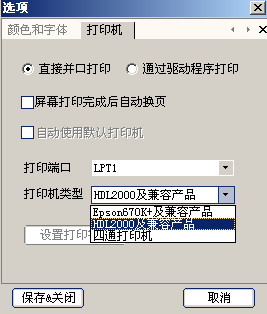 选项
颜色和字体 打印机
直接并口打印 通过驱动程序打印
屏幕打印完成后自动换页
自动使用默认打印机
打印端口 LPT1
打印机类型 HDL2000及兼容产品
Epson670K+及兼容产品
HDL2000及兼容产品
四通打印机
设置打印
保存&关闭 取消